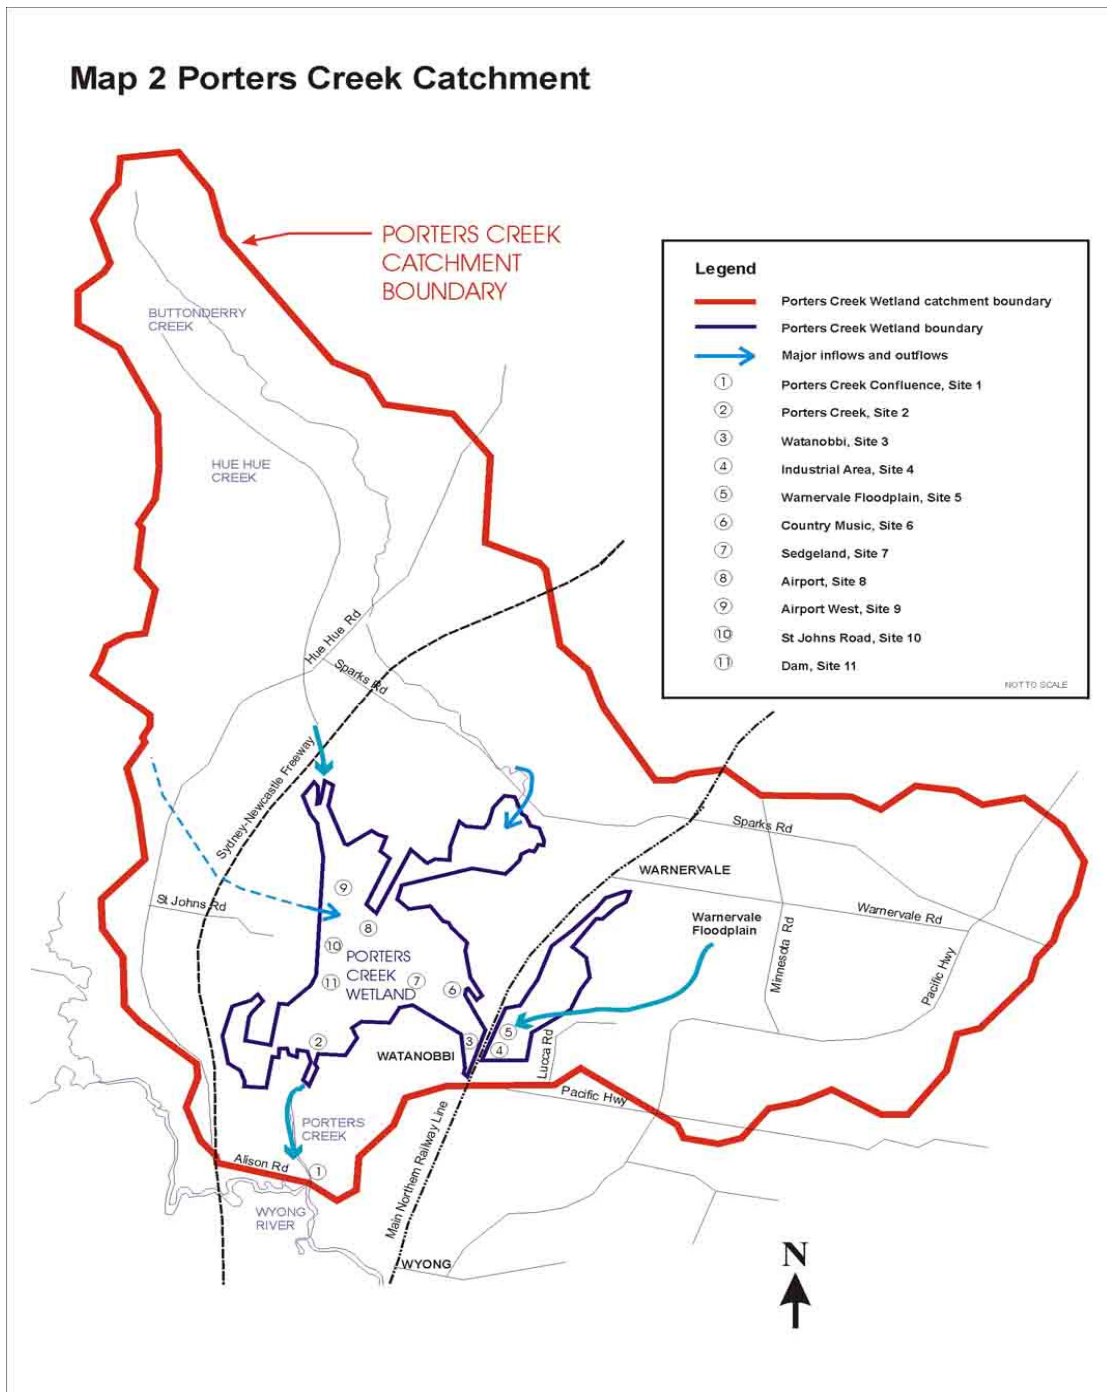 Map 2 Porters Creek Catchment
PORTERS CREEK
CATCHMENT
BOUNDARY
Legend
Porters Creek Wetland catchment boundary
Porters Creek Wetland boundary
Major inflows and outflows
1 Porters Creek Confluence, Site 1
2 Porters Creek, Site 2
3 Watanobbi, Site 3
4 Industrial Area, Site 4
5 Warnervale Floodplain, Site 5
6 Country Music, Site 6
7 Sedgeland, Site 7
8 Airport, Site 8
9 Airport West, Site 9
10 St Johns Road, Site 10
11 Dam, Site 11
NOT TO SCALE
BUTTONDERRY
CREEK
HUE HUE
CREEK
Hue Hue Rd
Sparks Rd
Sydney-Newcastle Freeway
Sparks Rd
WARNERVALE
Warnervale Rd
Minnesota Rd
Pacific Hwy
Warnervale
Floodplain
St Johns Rd
9
8
10
PORTERS
CREEK
WETLAND
11
7
6
5
3
4
2
WATANOBBI
Lucca Rd
Pacific Hwy
PORTERS
CREEK
Main Northern Railway Line
Alison Rd
1
WYONG
RIVER
WYONG
N